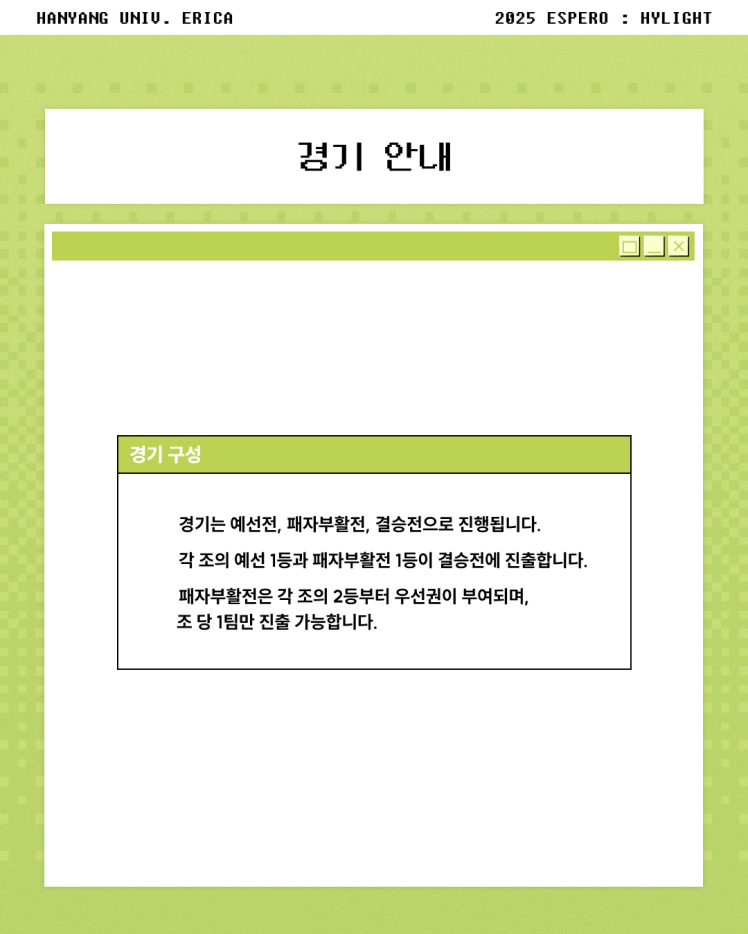 HANYANG UNIV. ERICA
2025 ESPERO : HYLIGHT
경기 안내
경기 구성
경기는 예선전, 패자부활전, 결승전으로 진행됩니다.
각 조의 예선 1등과 패자부활전 1등이 결승전에 진출합니다.
패자부활전은 각 조의 2등부터 우선권이 부여되며,
조 당 1팀만 진출 가능합니다.